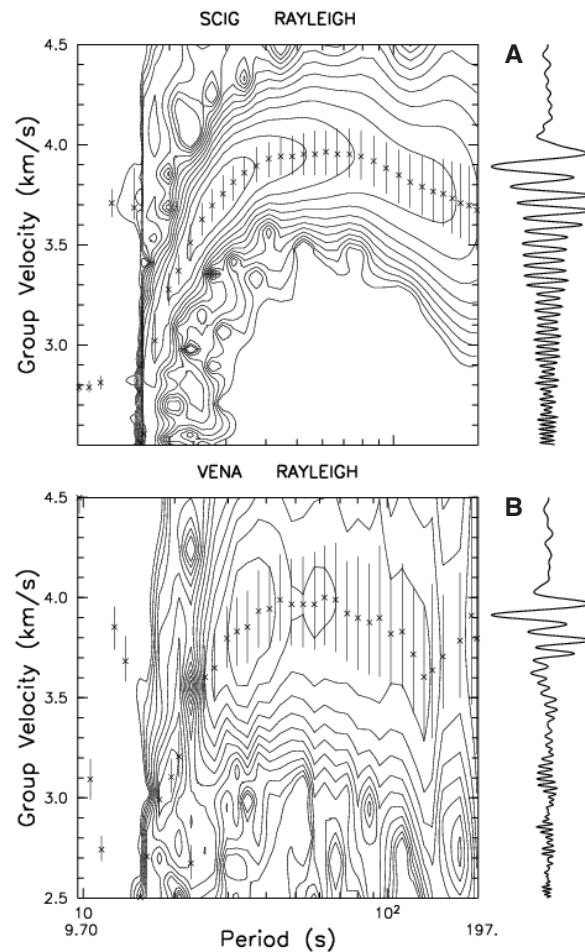 SCIG RAYLEIGH
A
4.5
4.0
3.5
3.0
Group Velocity (km/s)
VENA RAYLEIGH
B
4.5
4.0
3.5
3.0
2.5
Group Velocity (km/s)
10 10²
9.70 Period (s) 197.